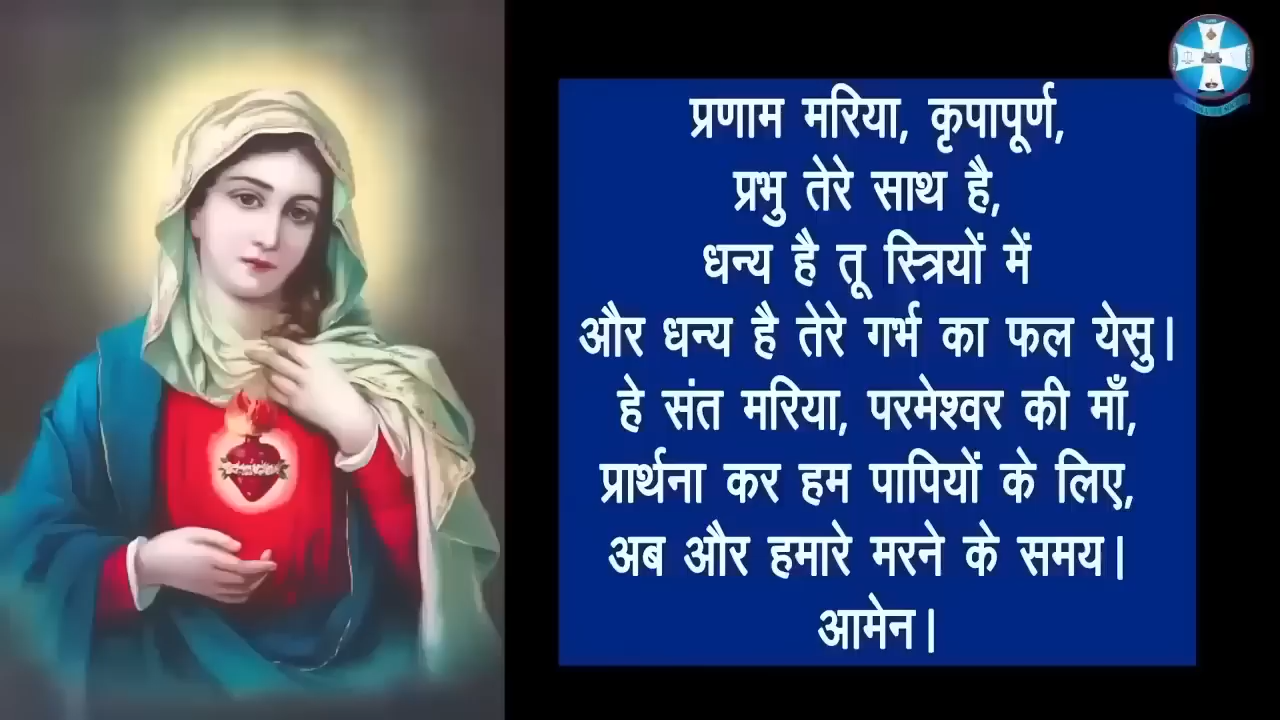 प्रणाम मरिया, कृपापूर्ण,
प्रभु तेरे साथ है,
धन्य है तू स्त्रियों में
और धन्य है तेरे गर्भ का फल येसु।
हे संत मरिया, परमेश्वर की माँ,
प्रार्थना कर हम पापियों के लिए,
अब और हमारे मरने के समय।
आमेन।